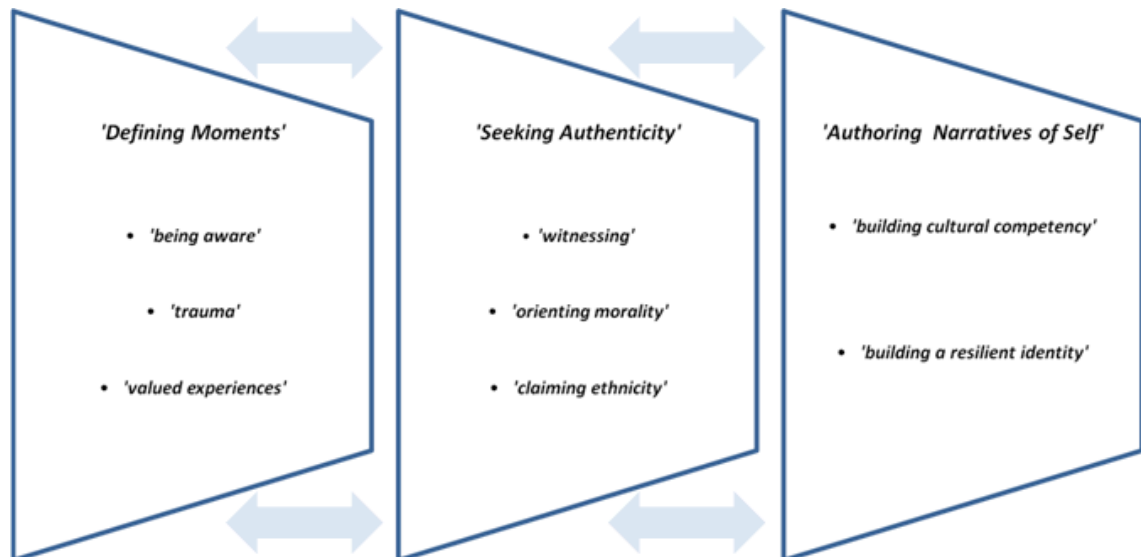 'Defining Moments'
• 'being aware'
• 'trauma'
• 'valued experiences'
'Seeking Authenticity'
• 'witnessing'
• 'orienting morality'
• 'claiming ethnicity'
'Authoring  Narratives of Self'
• 'building cultural competency'
• 'building a resilient identity'